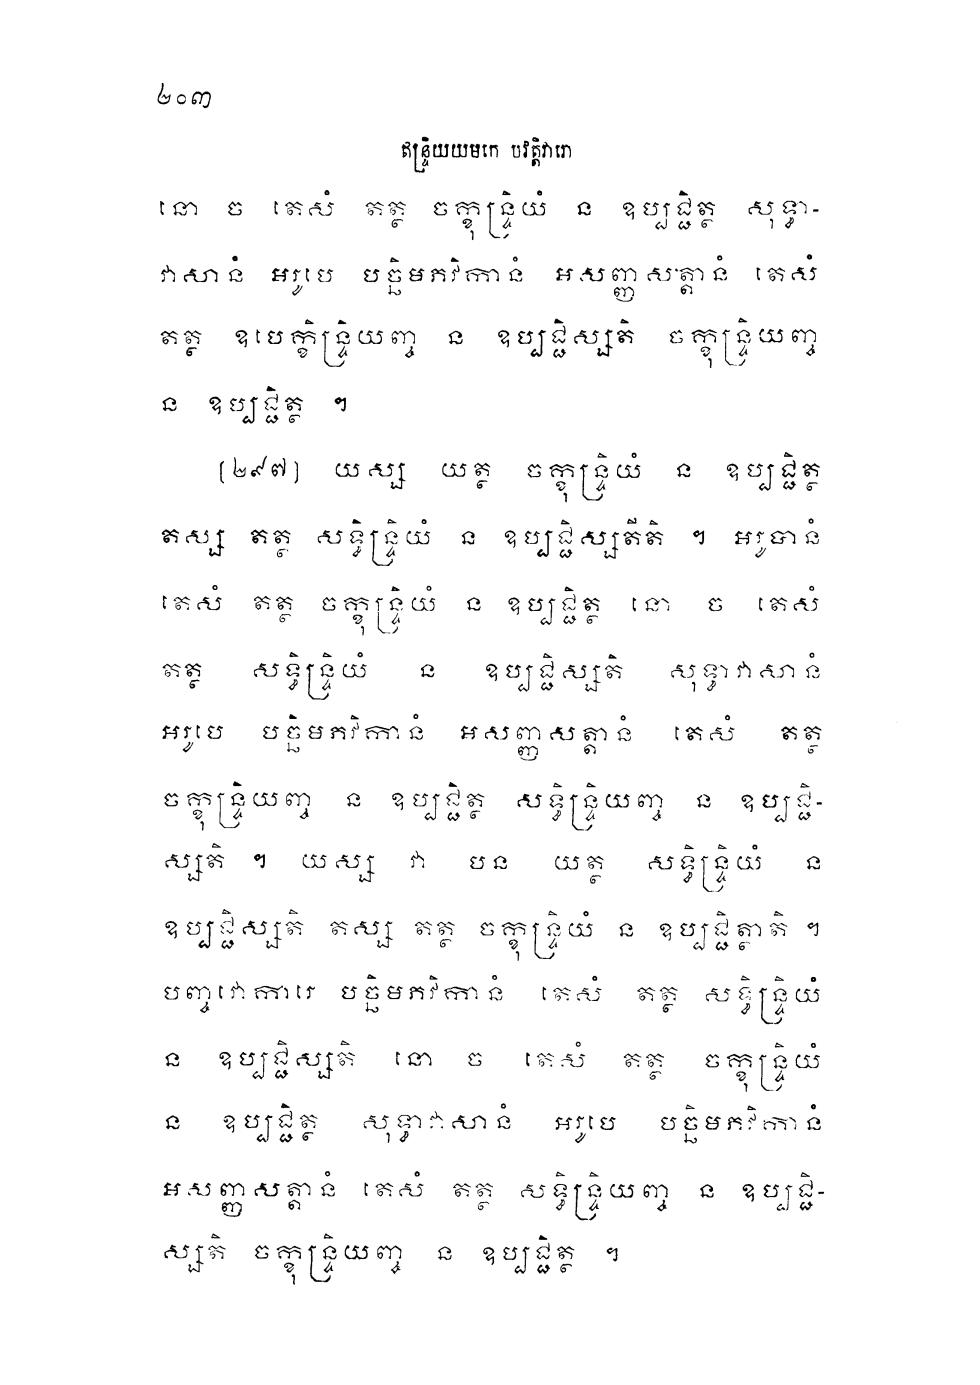 ២០៣
ឥន្ទ្រិយយមកេ បវត្តិវារោ
នោ ច តេសំ តត្ថ ចក្ខុន្ទ្រិយំ ន ឧប្បជ្ជិត្ថ សុទ្ធា-
វាសានំ អរូបេ បច្ឆិមភវិកានំ អសញ្ញសត្តានំ តេសំ
តត្ថ ឧបេក្ខិន្ទ្រិយញ្ច ន ឧប្បជ្ជិស្សតិ ចក្ខុន្ទ្រិយញ្ច
ន ឧប្បជ្ជិត្ថ ។
[២៩៧] យស្ស យត្ថ ចក្ខុន្ទ្រិយំ ន ឧប្បជ្ជិត្ថ
តស្ស តត្ថ សទ្ធិន្ទ្រិយំ ន ឧប្បជ្ជិស្សតីតិ ។ អរូបានំ
តេសំ តត្ថ ចក្ខុន្ទ្រិយំ ន ឧប្បជ្ជិត្ថ នោ ច តេសំ
តត្ថ សទ្ធិន្ទ្រិយំ ន ឧប្បជ្ជិស្សតិ សុទ្ធាវាសានំ
អរូបេ បច្ឆិមភវិកានំ អសញ្ញសត្តានំ តេសំ តត្ថ
ចក្ខុន្ទ្រិយញ្ច ន ឧប្បជ្ជិត្ថ សទ្ធិន្ទ្រិយញ្ច ន ឧប្បជ្ជិ-
ស្សតិ ។ យស្ស វា បន យត្ថ សទ្ធិន្ទ្រិយំ ន
ឧប្បជ្ជិស្សតិ តស្ស តត្ថ ចក្ខុន្ទ្រិយំ ន ឧប្បជ្ជិត្ថាតិ ។
បញ្ចវោការេ បច្ឆិមភវិកានំ តេសំ តត្ថ សទ្ធិន្ទ្រិយំ
ន ឧប្បជ្ជិស្សតិ នោ ច តេសំ តត្ថ ចក្ខុន្ទ្រិយំ
ន ឧប្បជ្ជិត្ថ សុទ្ធាវាសានំ អរូបេ បច្ឆិមភវិកានំ
អសញ្ញសត្តានំ តេសំ តត្ថ សទ្ធិន្ទ្រិយញ្ច ន ឧប្បជ្ជិ-
ស្សតិ ចក្ខុន្ទ្រិយញ្ច ន ឧប្បជ្ជិត្ថ ។